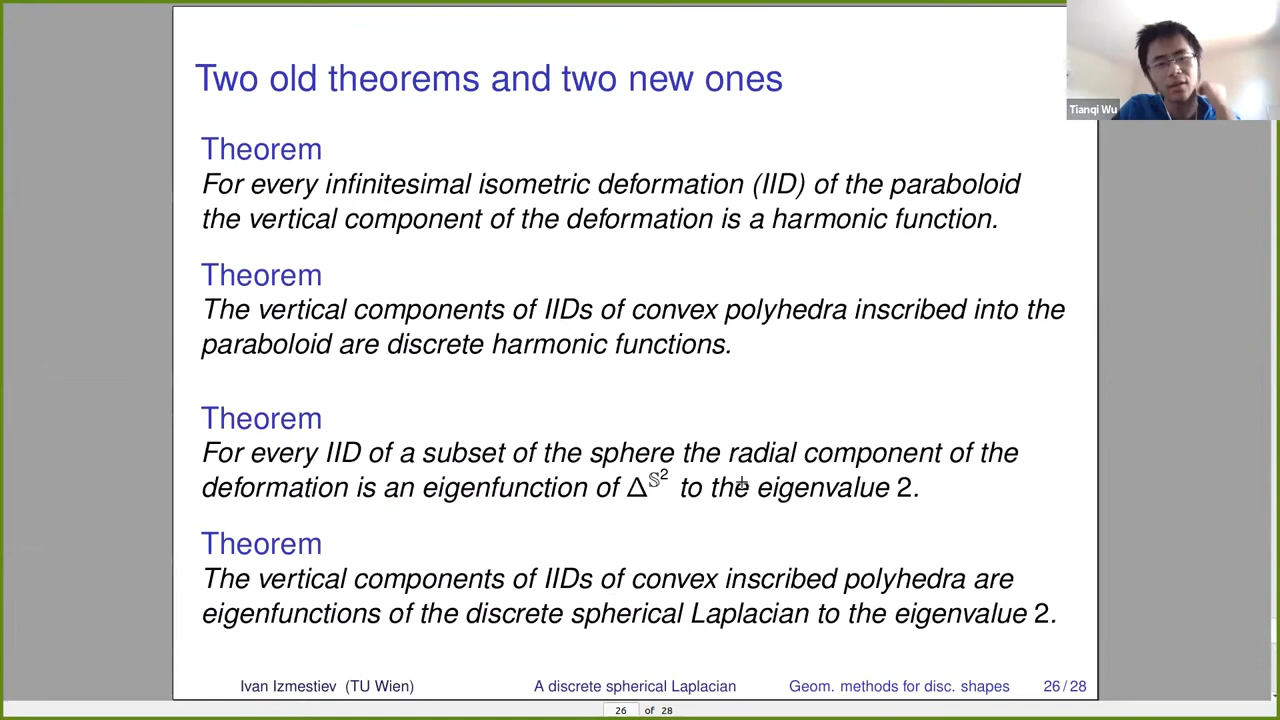 Two old theorems and two new ones
Tianqi Wu
Theorem
For every infinitesimal isometric deformation (IID) of the paraboloid
the vertical component of the deformation is a harmonic function.
Theorem
The vertical components of IIDs of convex polyhedra inscribed into the
paraboloid are discrete harmonic functions.
Theorem
For every IID of a subset of the sphere the radial component of the
deformation is an eigenfunction of Δ^𝕊² to the eigenvalue 2.
Theorem
The vertical components of IIDs of convex inscribed polyhedra are
eigenfunctions of the discrete spherical Laplacian to the eigenvalue 2.
Ivan Izmestiev (TU Wien) A discrete spherical Laplacian Geom. methods for disc. shapes 26 / 28
26 of 28